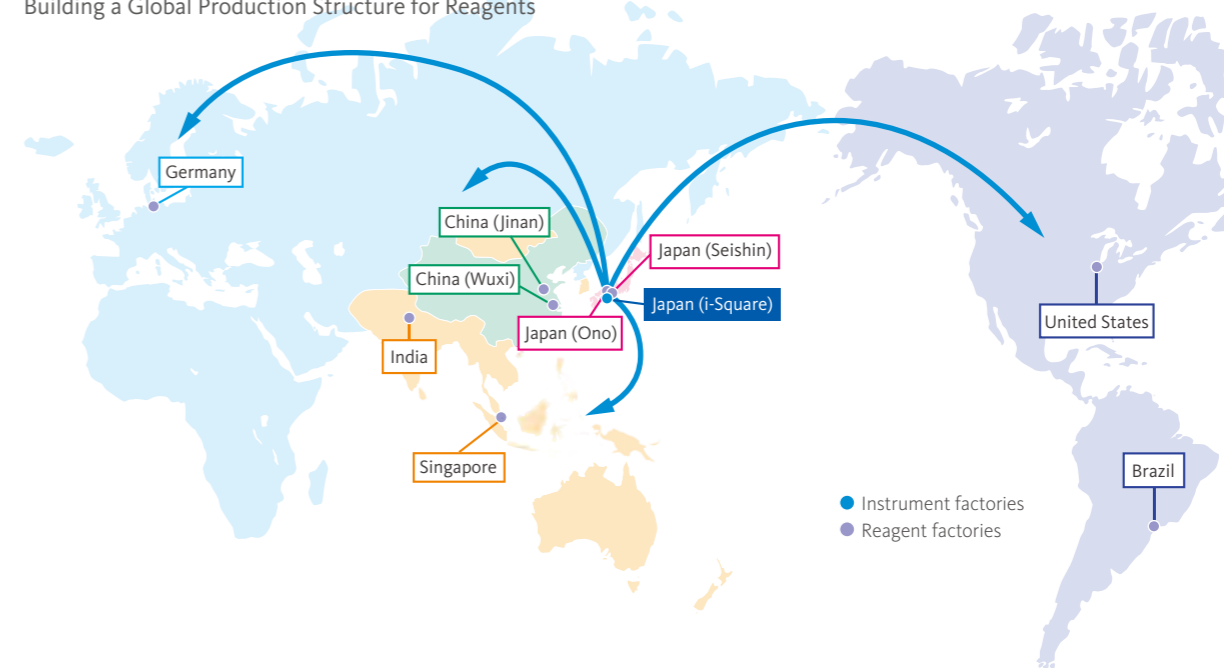 Building a Global Production Structure for Reagents
Germany
China (Jinan)
Japan (Seishin)
China (Wuxi)
Japan (i-Square)
Japan (Ono)
United States
India
Singapore
Brazil
Instrument factories
Reagent factories